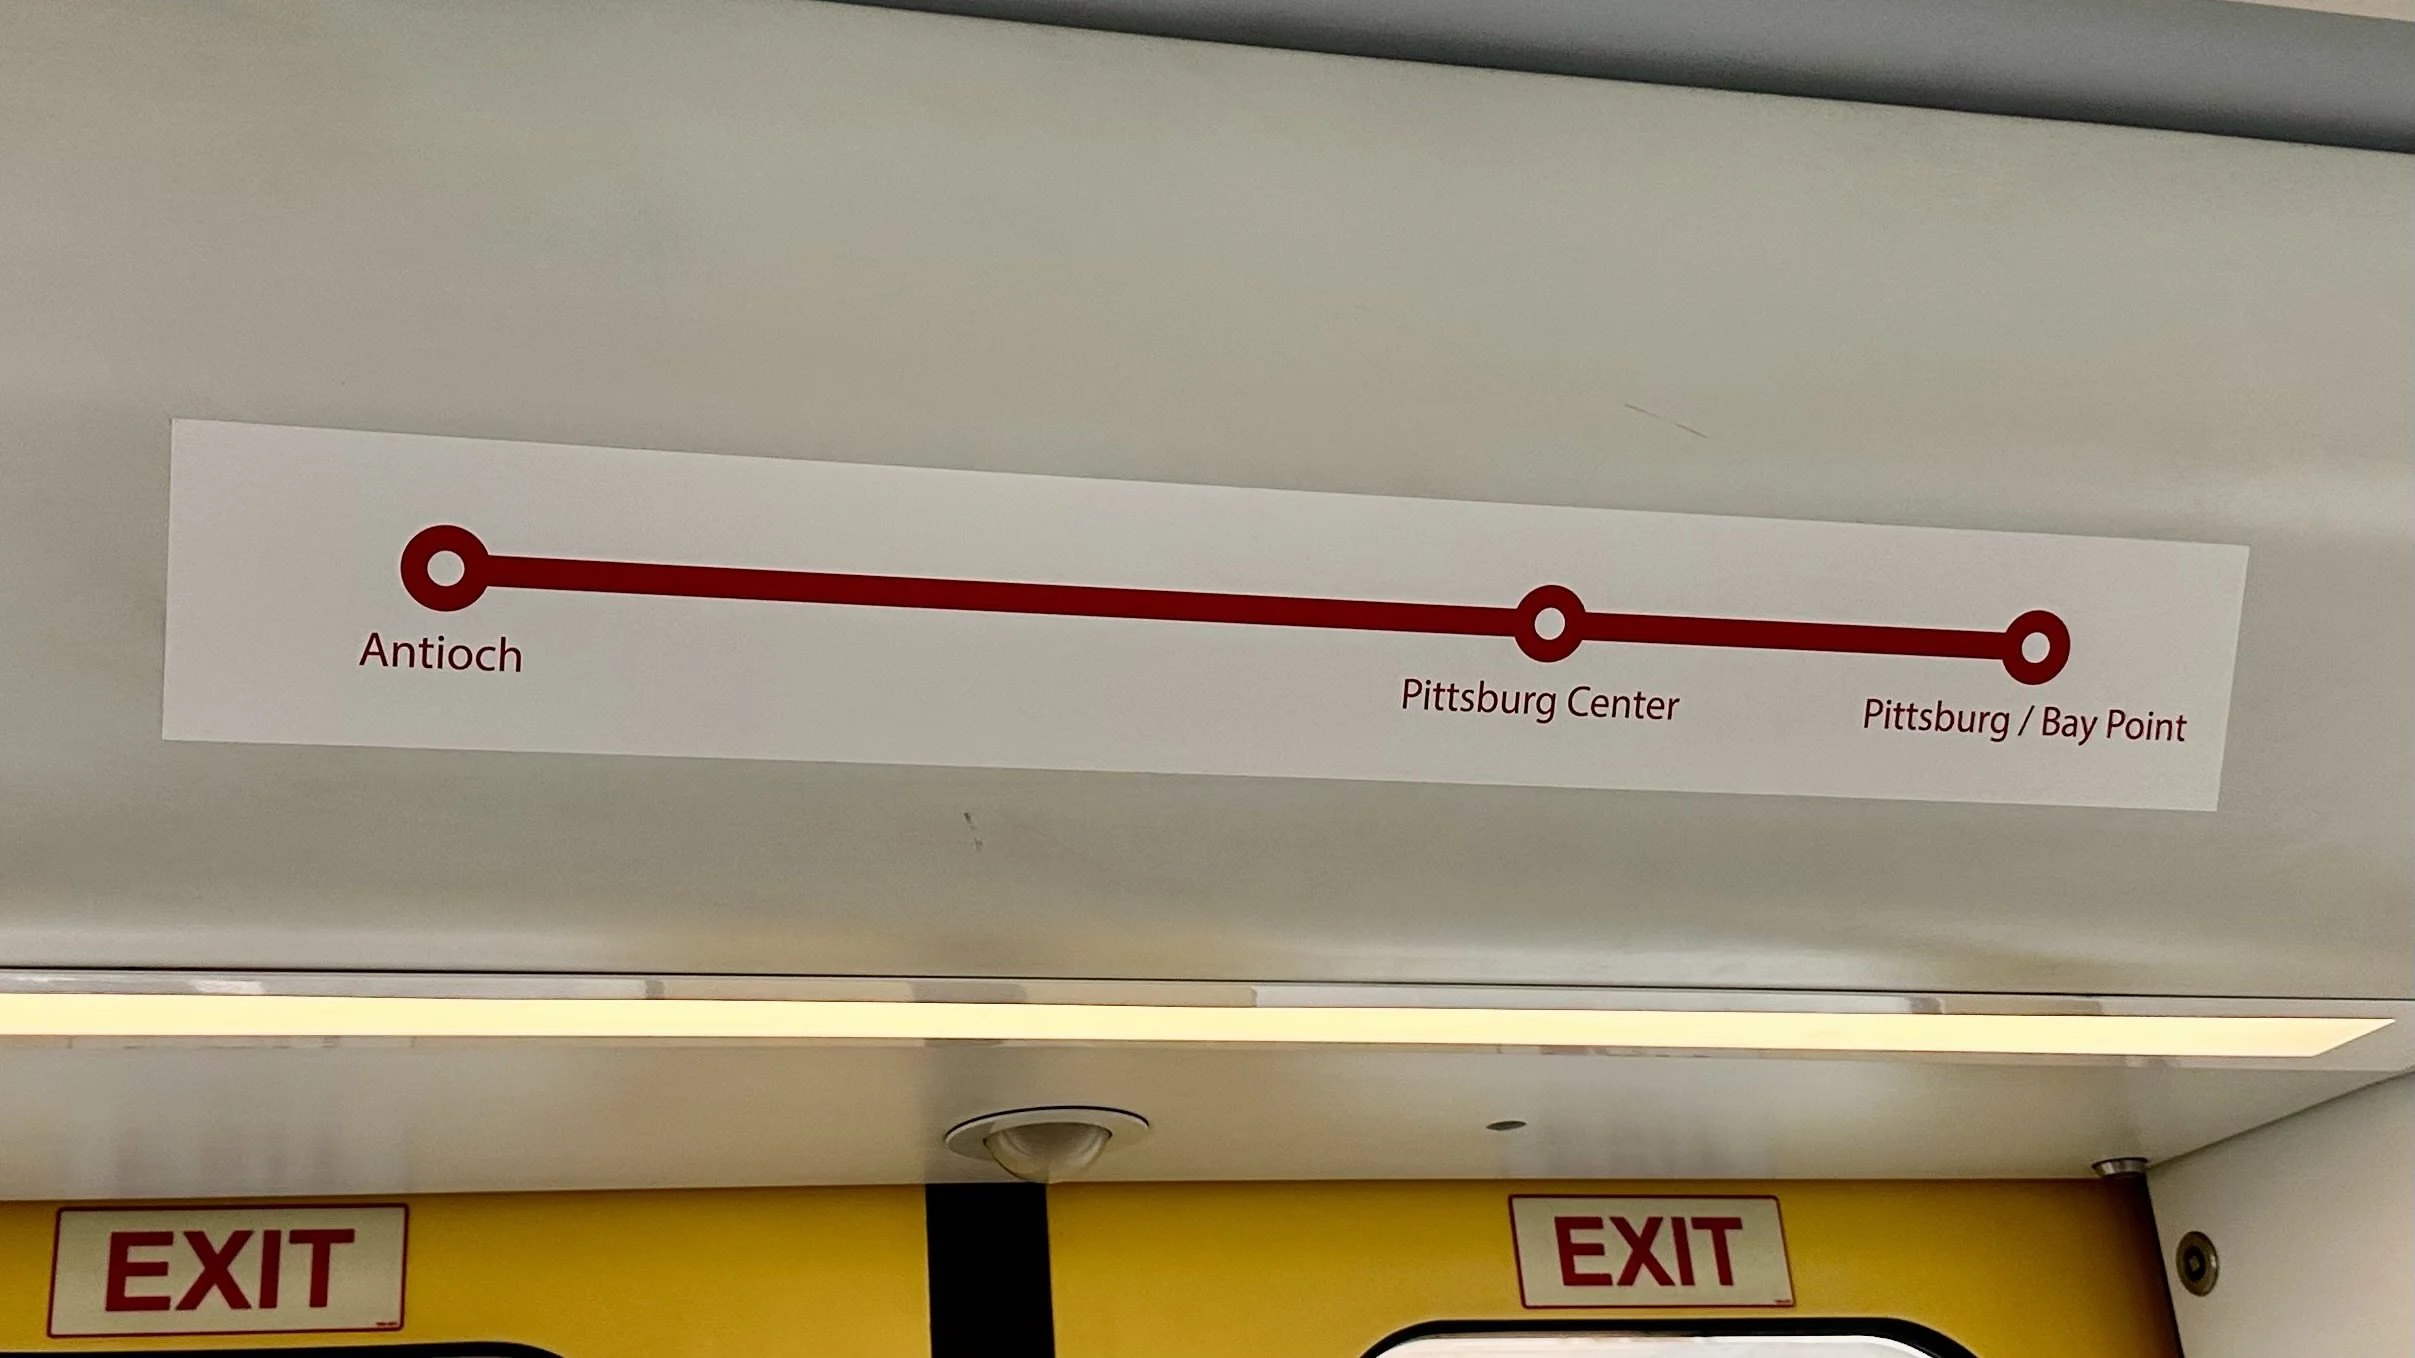 Antioch
Pittsburg Center
Pittsburg / Bay Point
EXIT
EXIT